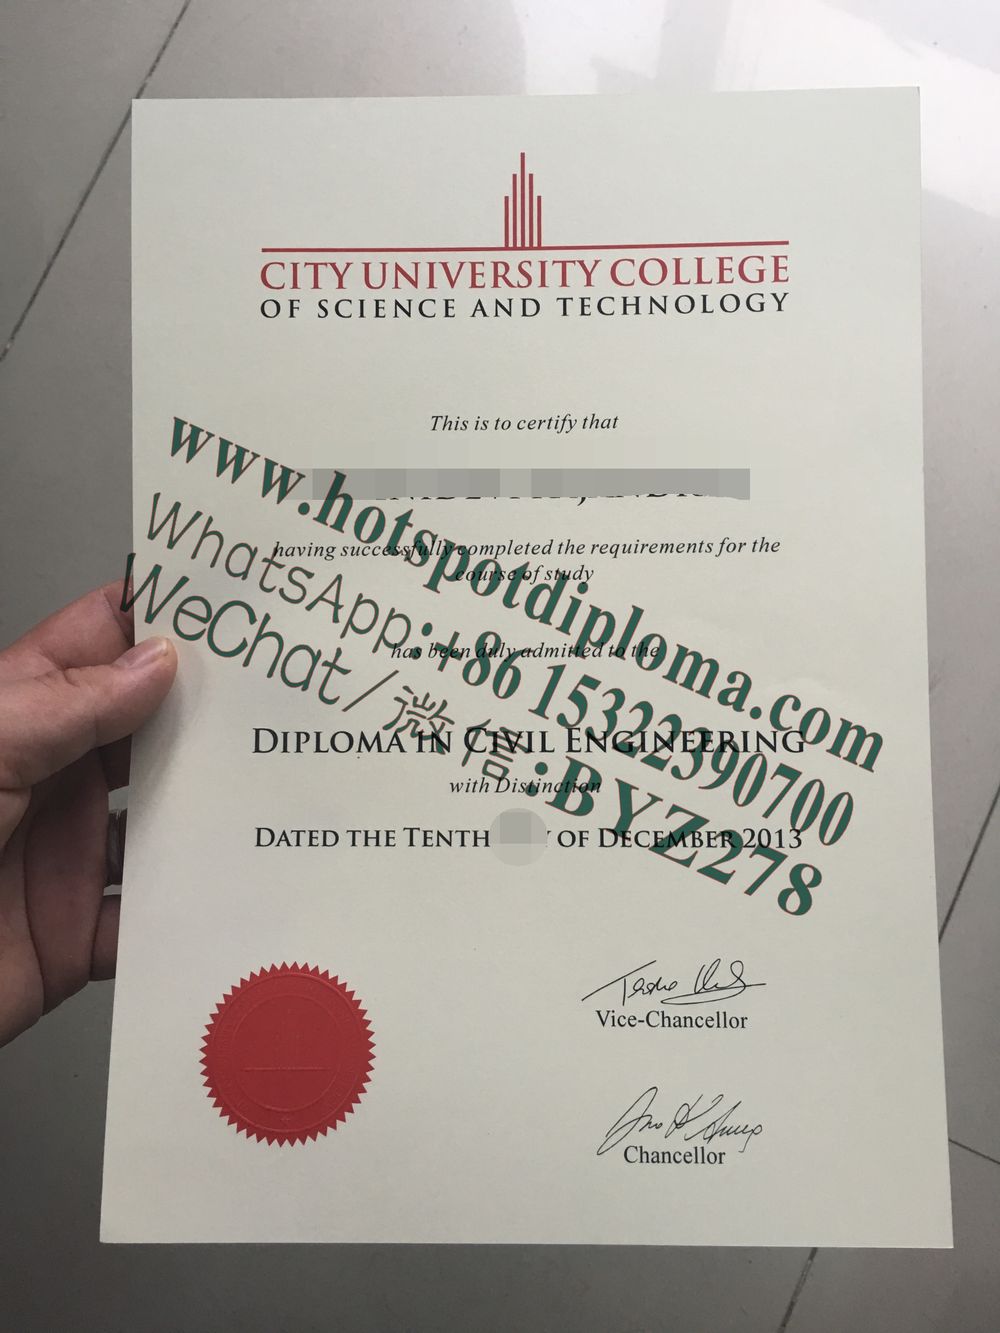 CITY UNIVERSITY COLLEGE
OF SCIENCE AND TECHNOLOGY
This is to certify that
having successfully completed the requirements for the
course of study
has been duly admitted to the
DIPLOMA IN CIVIL ENGINEERING
with Distinction
DATED THE TENTH OF DECEMBER 2013
Vice-Chancellor
Chancellor
www.hotspotdiploma.com
WhatsApp:+86 15322390700
WeChat/微信:BYZ278